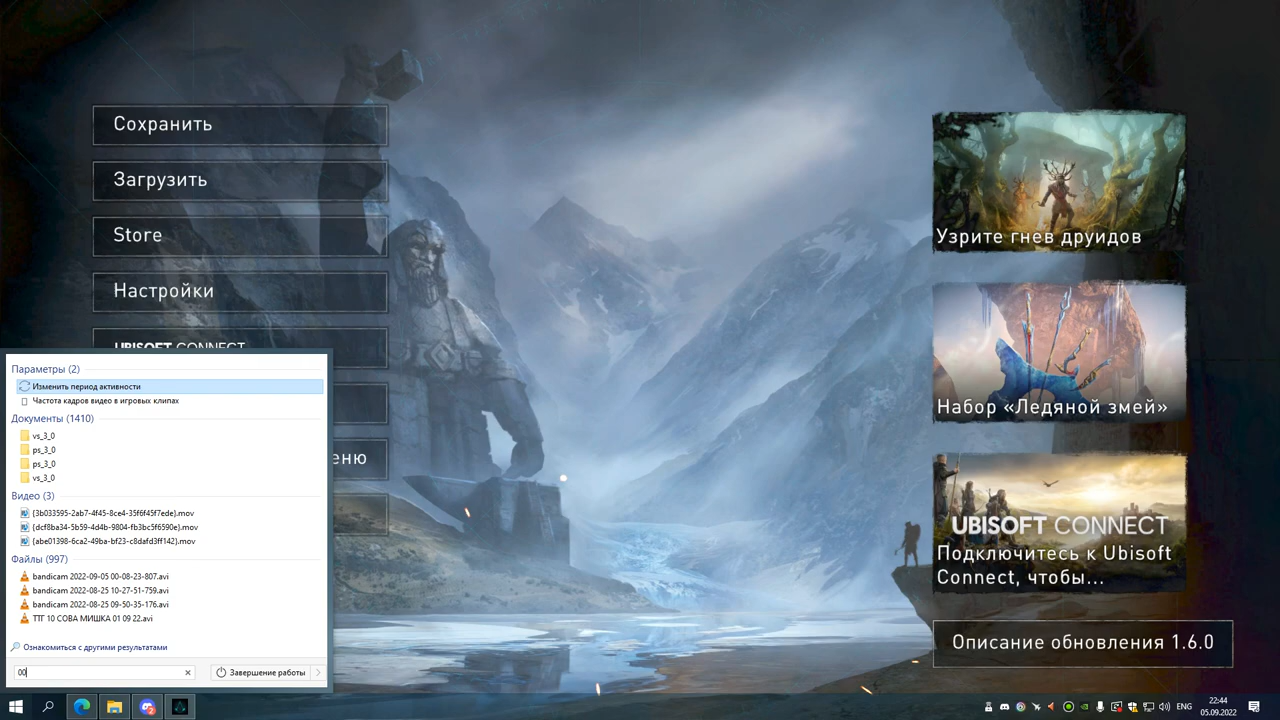 Сохранить
Загрузить
Store
Настройки
UBISOFT CONNECT
еню
Параметры (2)
Изменить период активности
Частота кадров видео в игровых клипах
Документы (1410)
vs_3_0
ps_3_0
ps_3_0
vs_3_0
Видео (3)
{3b033595-2ab7-4f45-8ce4-35f6f45f7ede}.mov
{dcf8ba34-5b59-4d4b-9804-fb3bc5f6590e}.mov
{abe01398-6ca2-49ba-bf23-c8dafd3ff142}.mov
Файлы (997)
bandicam 2022-09-05 00-08-23-807.avi
bandicam 2022-08-25 10-27-51-759.avi
bandicam 2022-08-25 09-50-35-176.avi
ТТГ 10 СОВА МИШКА 01 09 22.avi
Ознакомиться с другими результатами
00
Завершение работы
Узрите гнев друидов
Набор «Ледяной змей»
UBISOFT CONNECT
Подключитесь к Ubisoft
Connect, чтобы...
Описание обновления 1.6.0
ENG
22:44
05.09.2022